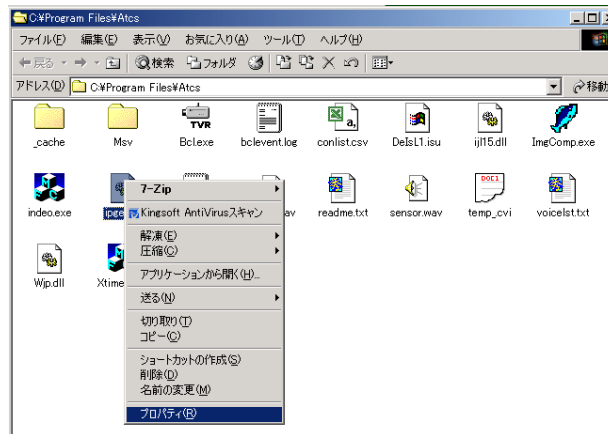 C:¥Program Files¥Atcs
ファイル(F) 編集(E) 表示(V) お気に入り(A) ツール(T) ヘルプ(H)
戻る 検索 フォルダ
アドレス(D) C:¥Program Files¥Atcs 移動
TVR
a,
DOC1
_cache Msv Bcl.exe bclevent.log conlist.csv DelsL1.isu ijl15.dll ImgComp.exe
indeo.exe readme.txt sensor.wav temp_cvi voicelst.txt
Wjp.dll
7-Zip
Kingsoft AntiVirusスキャン
解凍(E)
圧縮(C)
アプリケーションから開く(H)...
送る(N)
切り取り(T)
コピー(C)
ショートカットの作成(S)
削除(D)
名前の変更(M)
プロパティ(R)